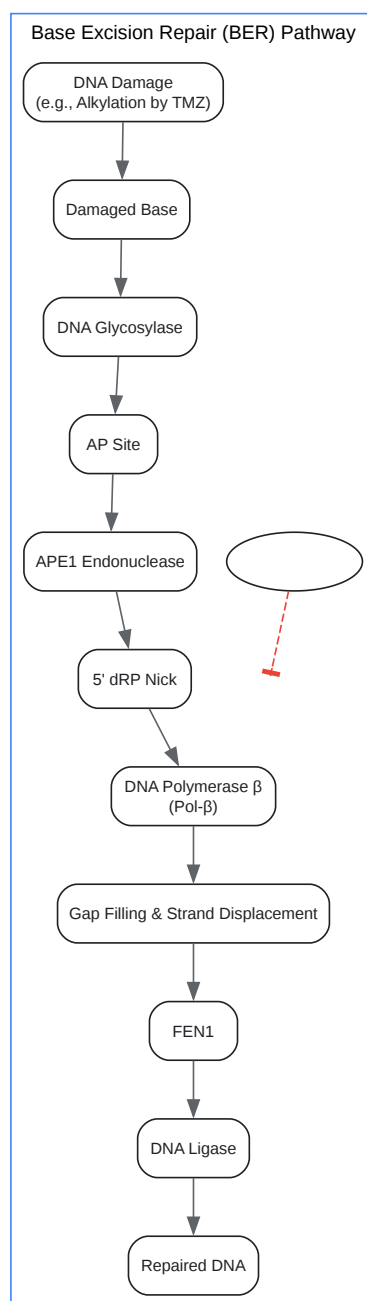 Base Excision Repair (BER) Pathway
DNA Damage
(e.g., Alkylation by TMZ)
Damaged Base
DNA Glycosylase
AP Site
APE1 Endonuclease
5' dRP Nick
DNA Polymerase β
(Pol-β)
Gap Filling & Strand Displacement
FEN1
DNA Ligase
Repaired DNA